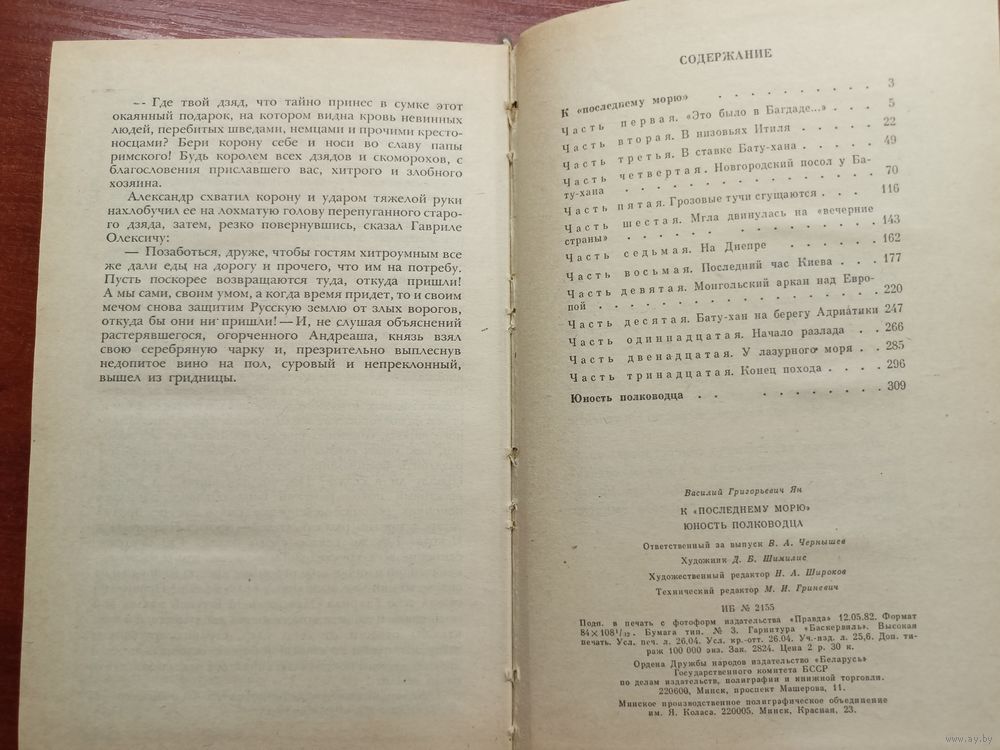 -- Где твой дзяд, что тайно принес в сумке этот
окаянный подарок, на котором видна кровь невинных
людей, перебитых шведами, немцами и прочими кресто-
носцами? Бери корону себе и носи во славу папы
римского! Будь королем всех дзядов и скоморохов, с
благословения приславшего вас, хитрого и злобного
хозяина.
Александр схватил корону и ударом тяжелой руки
нахлобучил ее на лохматую голову перепуганного старо-
го дзяда, затем, резко повернувшись, сказал Гавриле
Олексичу:
— Позаботься, друже, чтобы гостям хитроумным все
же дали еды на дорогу и прочего, что им на потребу.
Пусть поскорее возвращаются туда, откуда пришли!
А мы сами, своим умом, а когда время придет, то и своим
мечом снова защитим Русскую землю от злых ворогов,
откуда бы они ни пришли! — И, не слушая объяснений
растерявшегося, огорченного Андреаша, князь взял
свою серебряную чарку и, презрительно выплеснув
недопитое вино на пол, суровый и непреклонный,
вышел из гридницы.
СОДЕРЖАНИЕ
К «последнему морю» . . . . . . . . . . 3
Часть первая. «Это было в Багдаде...» . . . 5
Часть вторая. В низовьях Итиля . . . . . 22
Часть третья. В ставке Бату-хана . . . . . 49
Часть четвертая. Новгородский посол у Ба-
ту-хана . . . . . . . . . . . . . 70
Часть пятая. Грозовые тучи сгущаются . . . 116
Часть шестая. Мгла двинулась на «вечерние
страны» . . . . . . . . . . . . . 143
Часть седьмая. На Днепре . . . . . . 162
Часть восьмая. Последний час Киева . . . . 177
Часть девятая. Монгольский аркан над Евро-
пой . . . . . . . . . . . . . . 220
Часть десятая. Бату-хан на берегу Адриатики 247
Часть одиннадцатая. Начало разлада . . . 266
Часть двенадцатая. У лазурного моря . . . 285
Часть тринадцатая. Конец похода . . . . 296
Юность полководца . . . . . . . . . 309
Василий Григорьевич Ян
К «ПОСЛЕДНЕМУ МОРЮ»
ЮНОСТЬ ПОЛКОВОДЦА
Ответственный за выпуск В. А. Чернышев
Художник Д. Б. Шимилис
Художественный редактор Н. А. Широков
Технический редактор М. И. Гриневич
ИБ № 2155
Подп. в печать с фотоформ издательства «Правда» 12.05.82. Формат
84×108 1/32. Бумага тип. № 3. Гарнитура «Баскервиль». Высокая
печать. Усл. печ. л. 26,04. Усл. кр.-отт. 26.04. Уч.-изд. л. 25,6. Доп. ти-
раж 100 000 экз. Зак. 2824. Цена 2 р. 30 к.
Ордена Дружбы народов издательство «Беларусь»
Государственного комитета БССР
по делам издательств, полиграфии и книжной торговли.
220600, Минск, проспект Машерова, 11.
Минское производственное полиграфическое объединение
им. Я. Коласа. 220005. Минск, Красная, 23.
www.ay.by